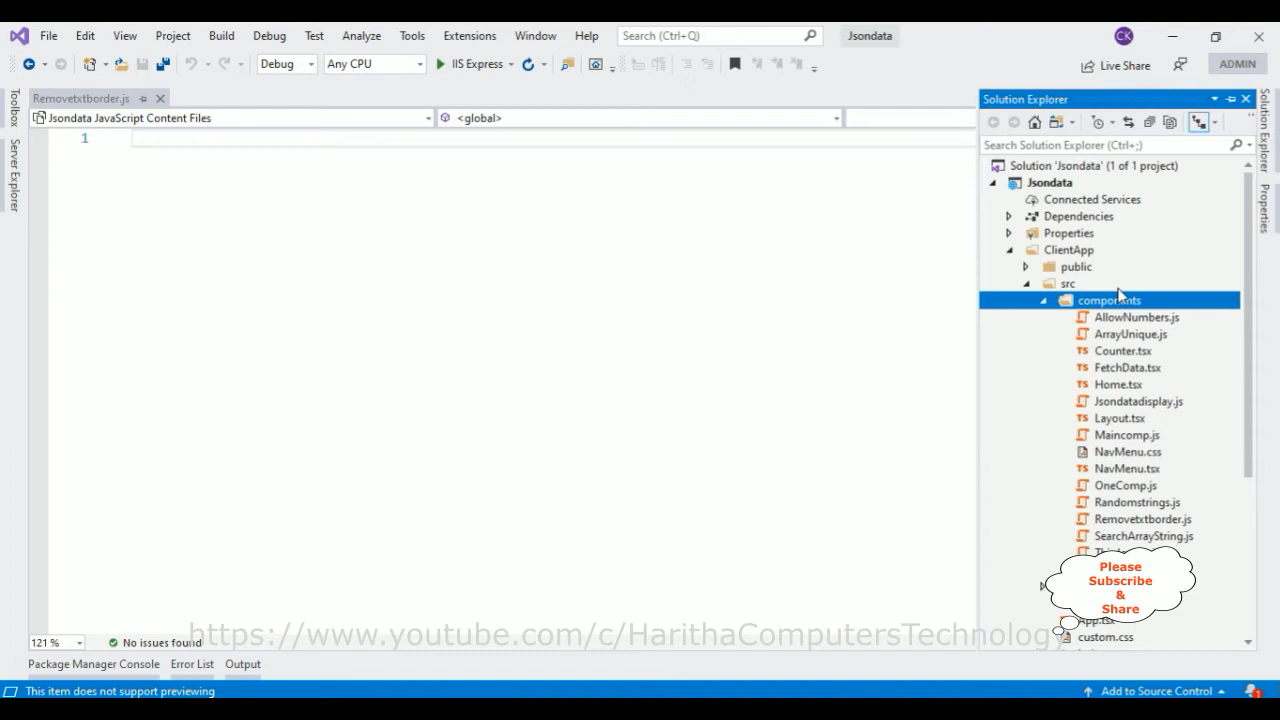 File Edit View Project Build Debug Test Analyze Tools Extensions Window Help Search (Ctrl+Q) Jsondata CK
Debug Any CPU IIS Express Live Share ADMIN
Toolbox
Server Explorer
Removetxtborder.js
Jsondata JavaScript Content Files <global>
1
Solution Explorer
Search Solution Explorer (Ctrl+;)
Solution 'Jsondata' (1 of 1 project)
Jsondata
Connected Services
Dependencies
Properties
ClientApp
public
src
components
AllowNumbers.js
ArrayUnique.js
Counter.tsx
FetchData.tsx
Home.tsx
Jsondatadisplay.js
Layout.tsx
Maincomp.js
NavMenu.css
NavMenu.tsx
OneComp.js
Randomstrings.js
Removetxtborder.js
SearchArrayString.js
App.tsx
custom.css
Solution Explorer
Properties
Please
Subscribe
&
Share
121 % No issues found
https://www.youtube.com/c/HarithaComputersTechnology
Package Manager Console Error List Output
This item does not support previewing Add to Source Control 1